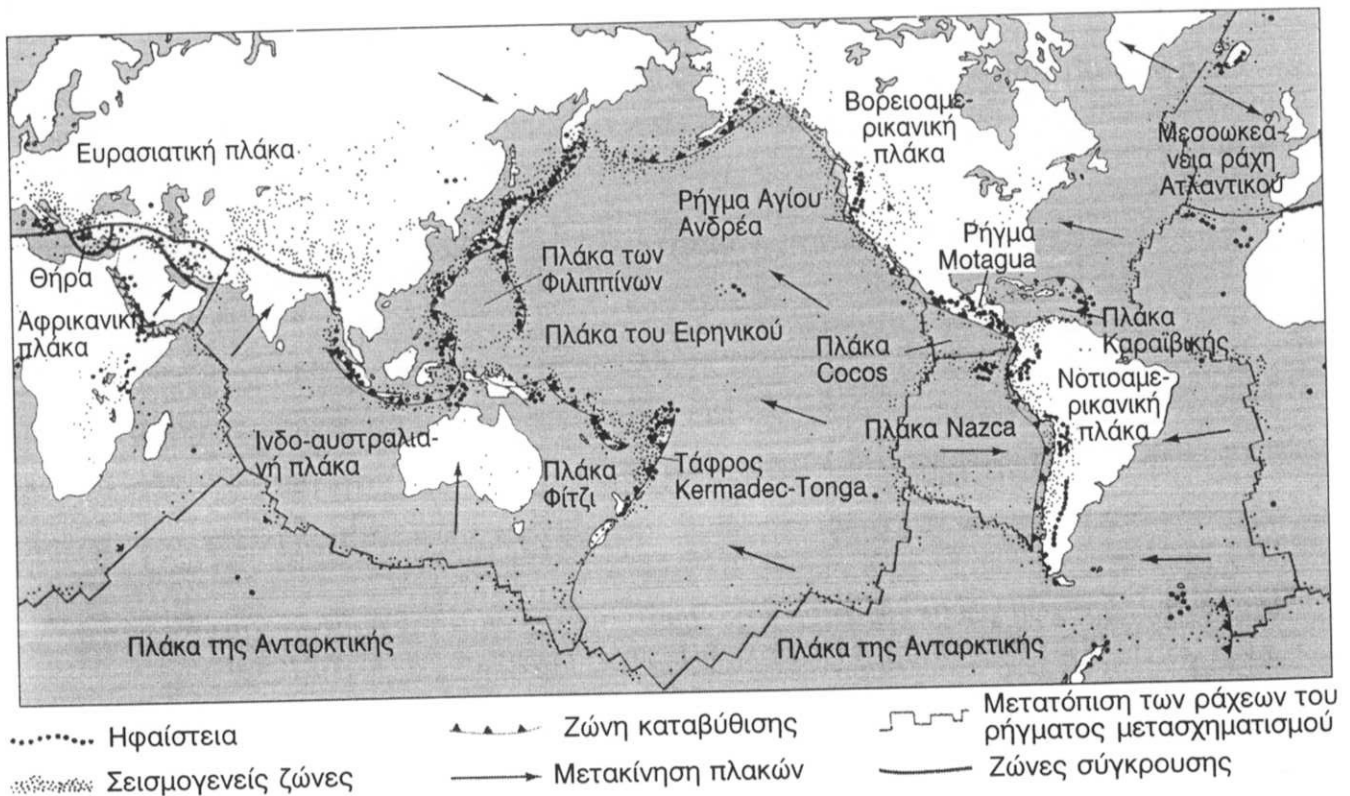 Ευρασιατική πλάκα
Βορειοαμε-
ρικανική
πλάκα
Μεσοωκεά-
νεια ράχη
Ατλαντικού
Ρήγμα Αγίου
Ανδρέα
Ρήγμα
Motagua
Θήρα
Πλάκα των
Φιλιππίνων
Αφρικανική
πλάκα
Πλάκα του Ειρηνικού
Πλάκα
Cocos
Πλάκα
Καραϊβικής
Νοτιοαμε-
ρικανική
πλάκα
Ίνδο-αυστραλια-
νή πλάκα
Πλάκα Nazca
Πλάκα
Φίτζι
Τάφρος
Kermadec-Tonga
Πλάκα της Ανταρκτικής
Πλάκα της Ανταρκτικής
Ηφαίστεια
Ζώνη καταβύθισης
Μετατόπιση των ράχεων του
ρήγματος μετασχηματισμού
Σεισμογενείς ζώνες
Μετακίνηση πλακών
Ζώνες σύγκρουσης